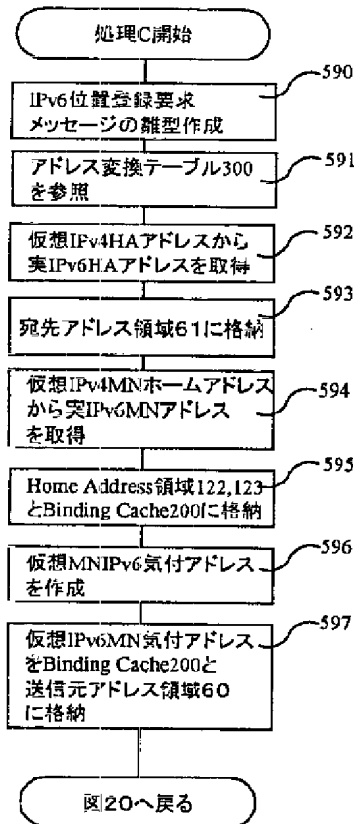 処理C開始
590
IPv6位置登録要求
メッセージの雛型作成
591
アドレス変換テーブル300
を参照
592
仮想IPv4HAアドレスから
実IPv6HAアドレスを取得
593
宛先アドレス領域61に格納
594
仮想IPv4MNホームアドレス
から実IPv6MNアドレス
を取得
595
Home Address領域122,123
とBinding Cache200に格納
596
仮想MNIPv6気付アドレス
を作成
597
仮想IPv6MN気付アドレス
をBinding Cache200と
送信元アドレス領域60
に格納
図20へ戻る